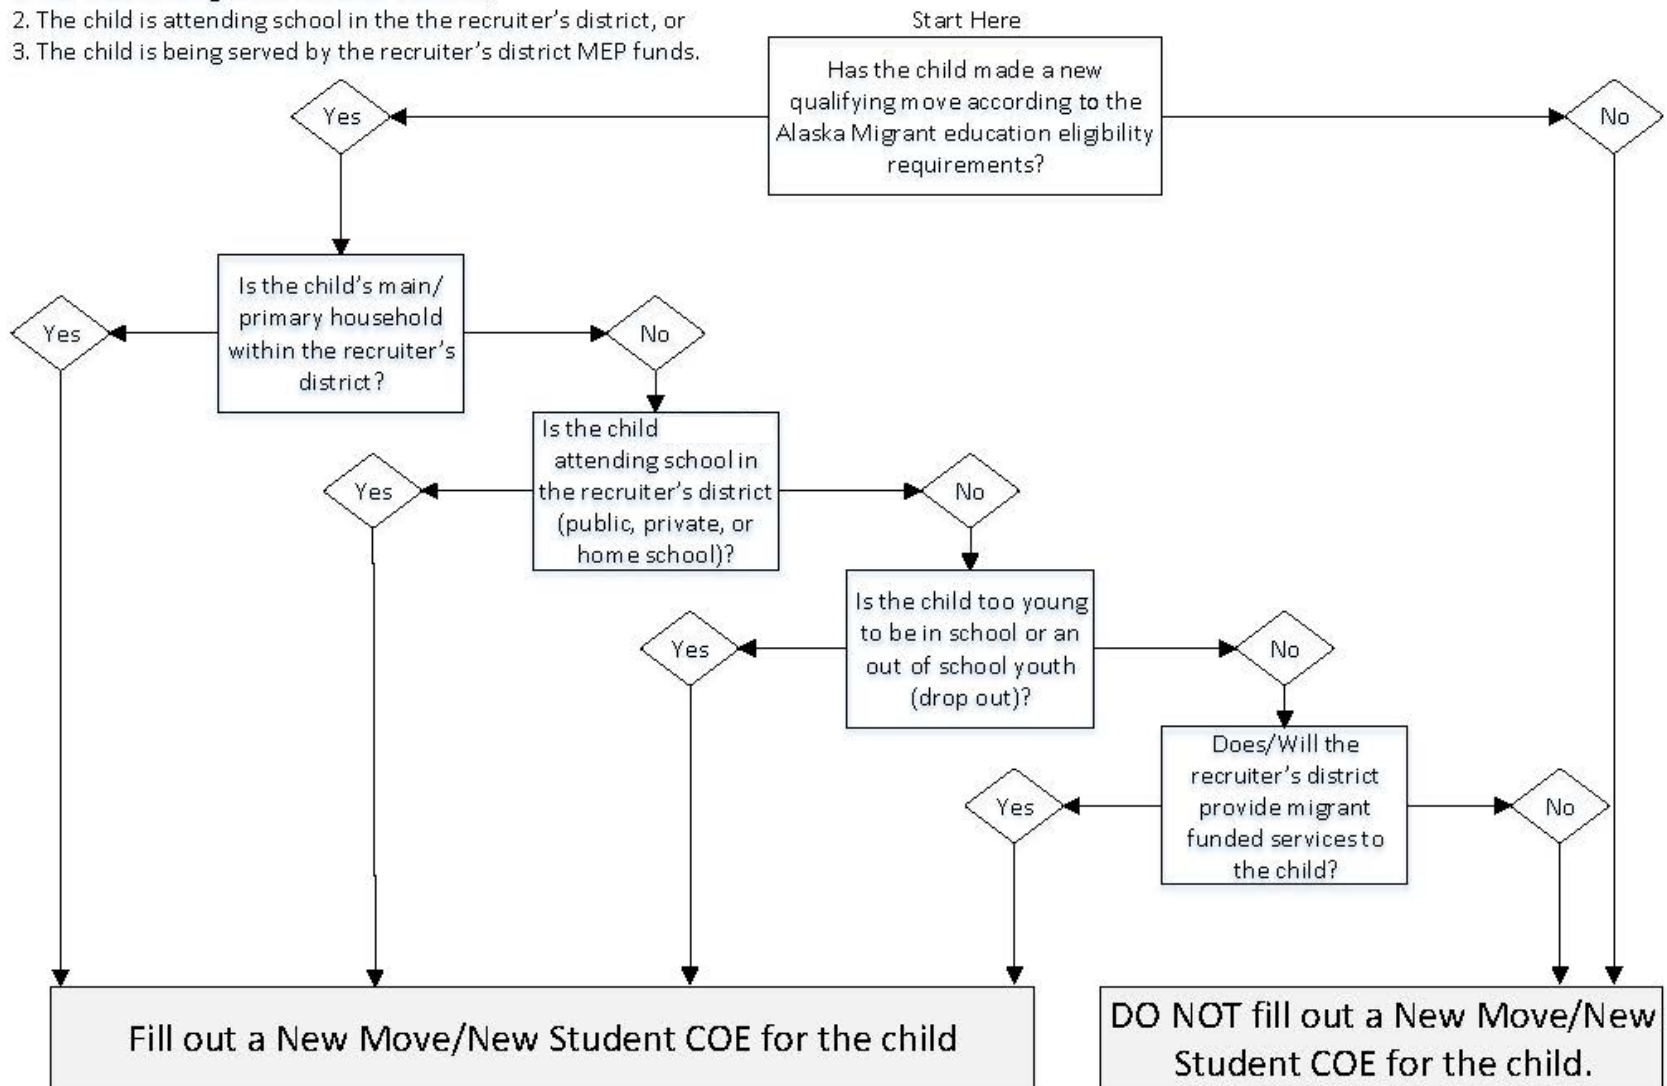 2. The child is attending school in the the recruiter's district, or
3. The child is being served by the recruiter's district MEP funds.
Start Here
Has the child made a new
qualifying move according to the
Alaska Migrant education eligibility
requirements?
Yes
No
Is the child's main/
primary household
within the recruiter's
district?
Yes
No
Is the child
attending school in
the recruiter's district
(public, private, or
home school)?
Yes
No
Is the child too young
to be in school or an
out of school youth
(drop out)?
Yes
No
Does/Will the
recruiter's district
provide migrant
funded services to
the child?
Yes
No
Fill out a New Move/New Student COE for the child
DO NOT fill out a New Move/New
Student COE for the child.